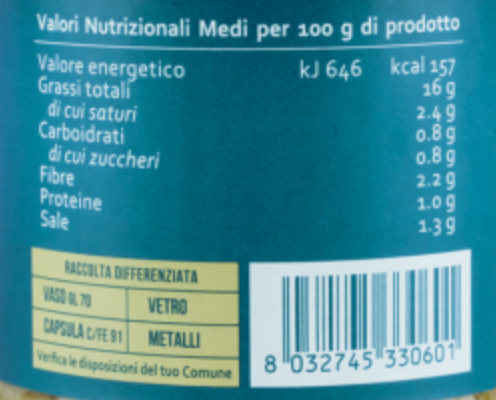 Valori Nutrizionali Medi per 100 g di prodotto
Valore energetico kJ 646 kcal 157
Grassi totali 16 g
di cui saturi 2.4 g
Carboidrati 0.8 g
di cui zuccheri 0.8 g
Fibre 2.2 g
Proteine 1.0 g
Sale 1.3 g
RACCOLTA DIFFERENZIATA
VASO GL 70 VETRO
CAPSULA C/FE 91 METALLI
Verifica le disposizioni del tuo Comune
8 032745 330601